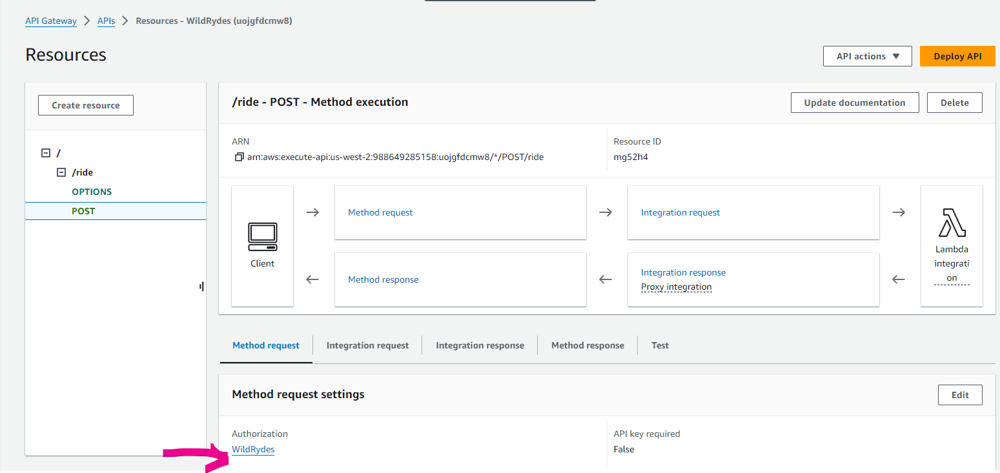 API Gateway > APIs > Resources - WildRydes (uojgfdcmw8)
Resources
API actions ▼ Deploy API
Create resource
/
/ride
OPTIONS
POST
/ride - POST - Method execution
Update documentation Delete
ARN
arn:aws:execute-api:us-west-2:988649285158:uojgfdcmw8/*/POST/ride
Resource ID
mg52h4
Client
Method request
Integration request
Method response
Integration response
Proxy integration
Lambda
integrati
on
Method request Integration request Integration response Method response Test
Method request settings
Edit
Authorization
WildRydes
API key required
False